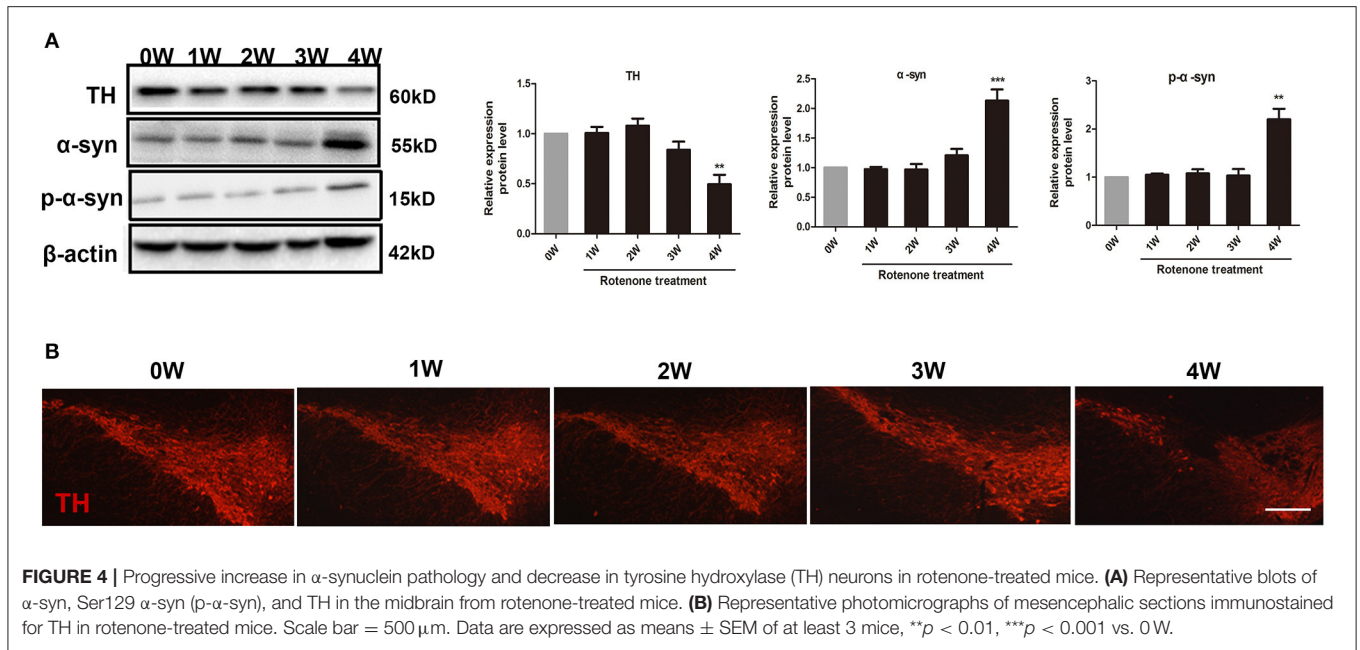 A
0W 1W 2W 3W 4W
TH 60kD
α-syn 55kD
p-α-syn 15kD
β-actin 42kD
TH
Relative expression
protein level
1.5
1.0
0.5
0.0
0W 1W 2W 3W 4W
**
Rotenone treatment
α-syn
Relative expression
protein level
2.5
2.0
1.5
1.0
0.5
0.0
0W 1W 2W 3W 4W
***
Rotenone treatment
p-α-syn
Relative expression
protein level
3
2
1
0
0W 1W 2W 3W 4W
**
Rotenone treatment
B
0W 1W 2W 3W 4W
TH
FIGURE 4 | Progressive increase in α-synuclein pathology and decrease in tyrosine hydroxylase (TH) neurons in rotenone-treated mice. (A) Representative blots of
α-syn, Ser129 α-syn (p-α-syn), and TH in the midbrain from rotenone-treated mice. (B) Representative photomicrographs of mesencephalic sections immunostained
for TH in rotenone-treated mice. Scale bar = 500 μm. Data are expressed as means ± SEM of at least 3 mice, **p < 0.01, ***p < 0.001 vs. 0 W.